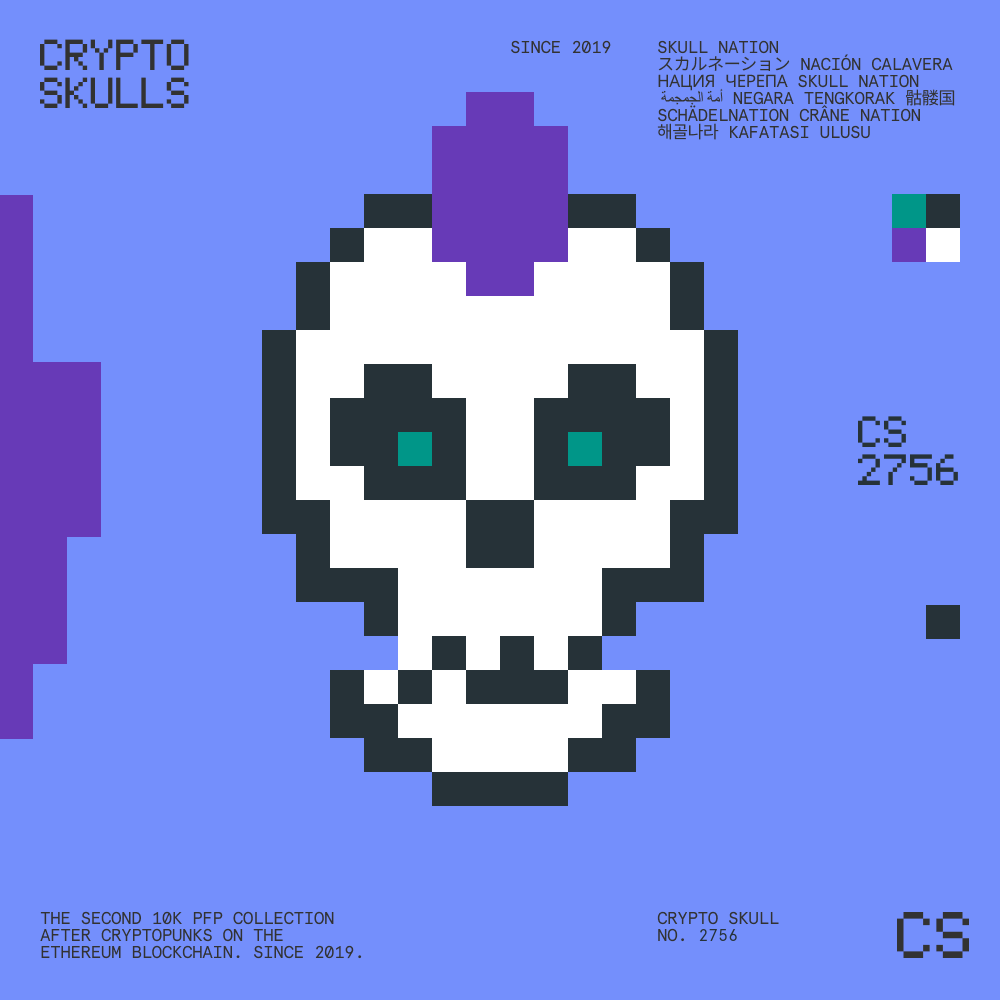 CRYPTO
SKULLS
SINCE 2019
SKULL NATION
スカルネーション NACIÓN CALAVERA
НАЦИЯ ЧЕРЕПА SKULL NATION
أمة الجمجمة NEGARA TENGKORAK 骷髅国
SCHÄDELNATION CRÂNE NATION
해골나라 KAFATASI ULUSU
CS
2756
THE SECOND 10K PFP COLLECTION
AFTER CRYPTOPUNKS ON THE
ETHEREUM BLOCKCHAIN. SINCE 2019.
CRYPTO SKULL
NO. 2756
CS